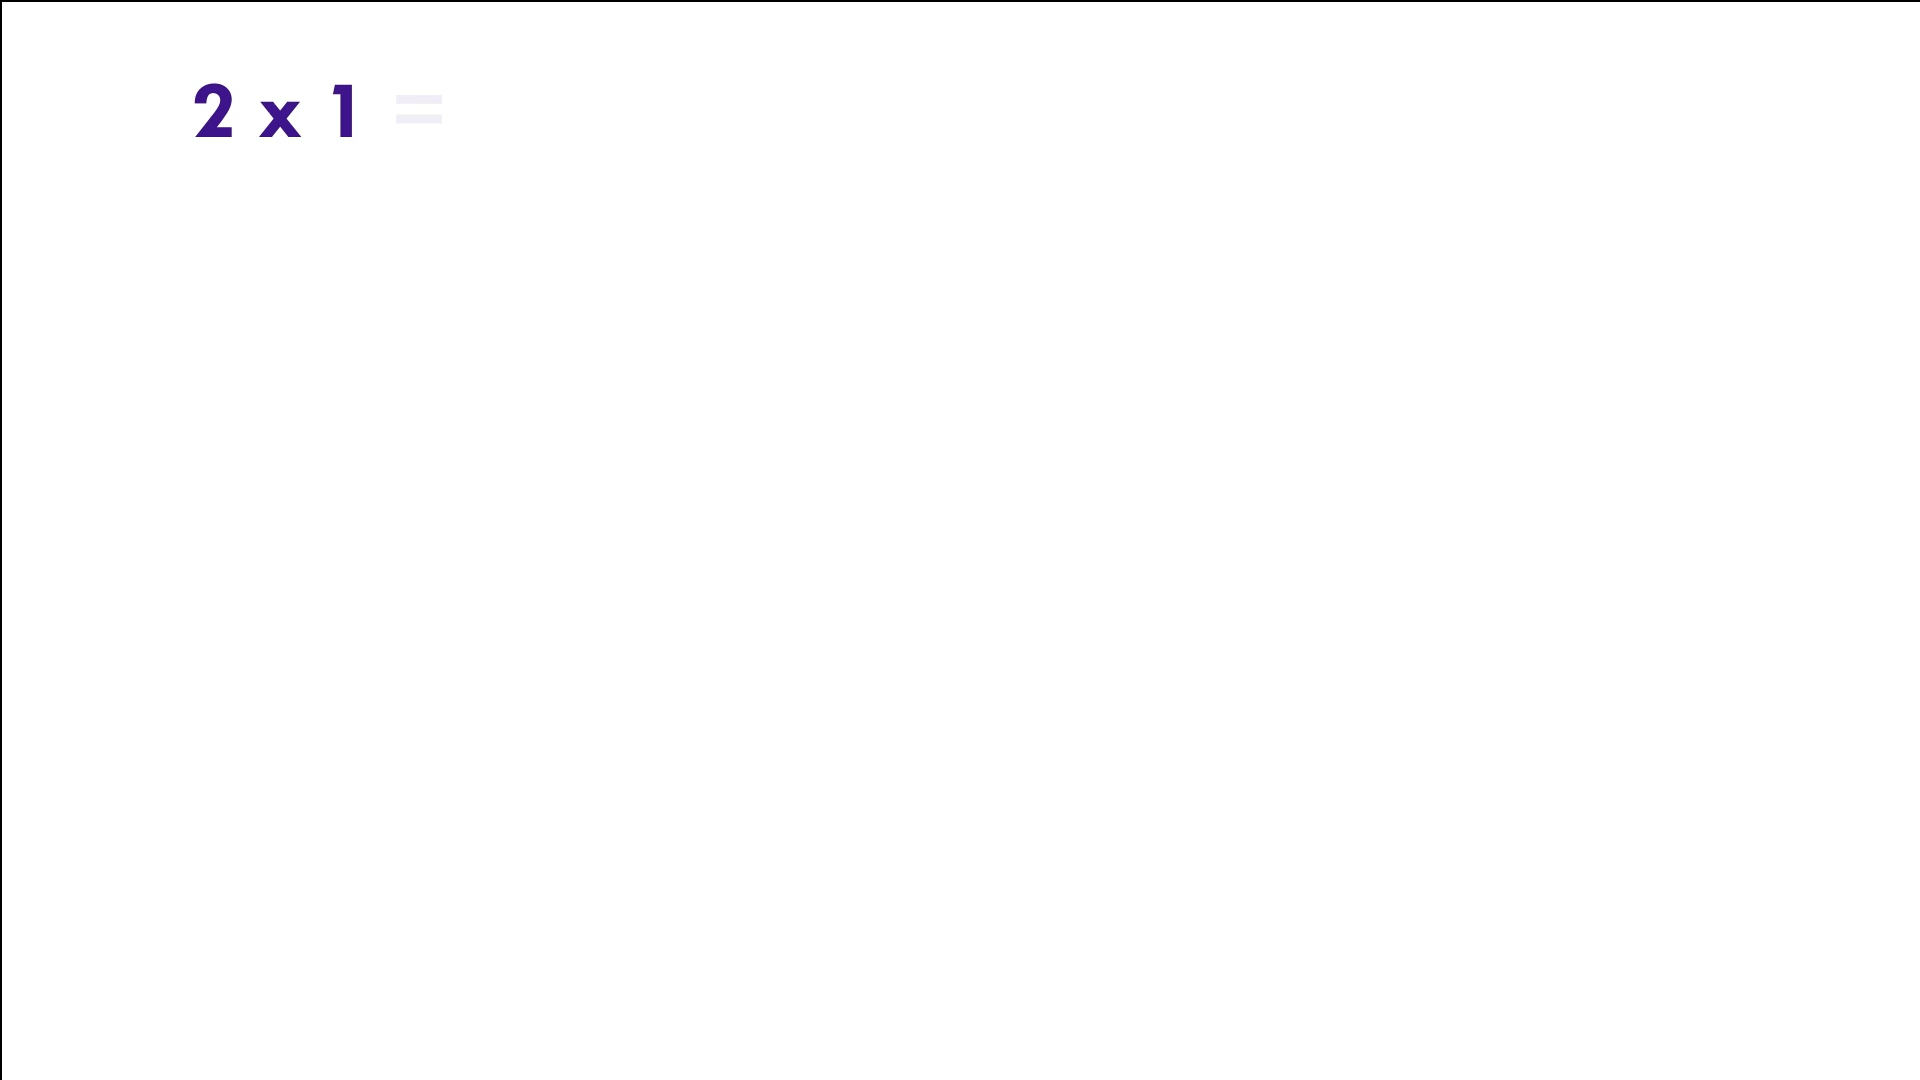 2 x 1 =